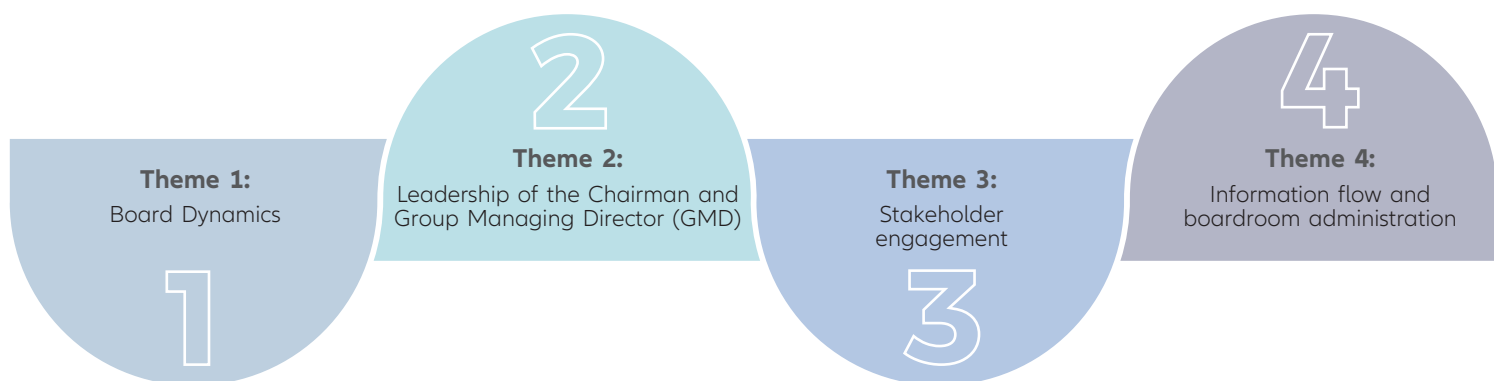 Theme 1:
Board Dynamics
1
2
Theme 2:
Leadership of the Chairman and
Group Managing Director (GMD)
Theme 3:
Stakeholder
engagement
3
4
Theme 4:
Information flow and
boardroom administration